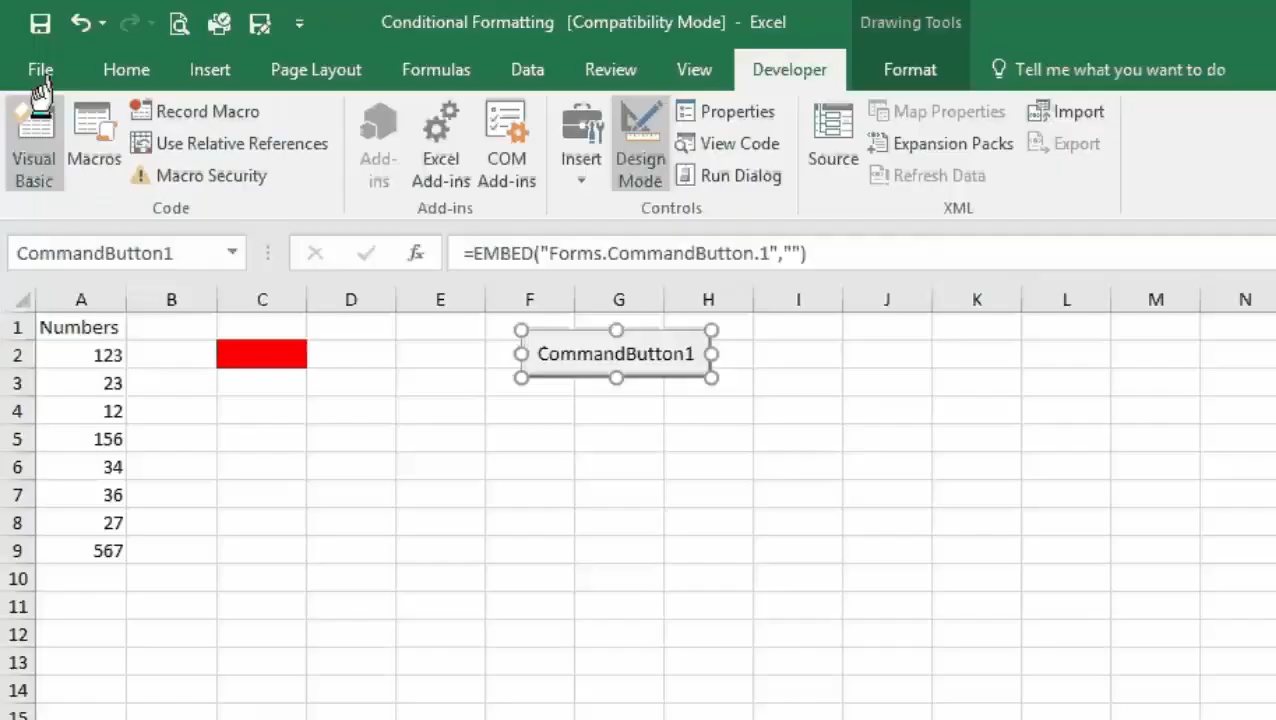 Conditional Formatting [Compatibility Mode] - Excel
Drawing Tools
File Home Insert Page Layout Formulas Data Review View Developer Format Tell me what you want to do
Visual Basic
Macros
Record Macro
Use Relative References
Macro Security
Code
Add-ins
Excel Add-ins
COM Add-ins
Add-ins
Insert
Design Mode
Properties
View Code
Run Dialog
Controls
Source
Map Properties
Expansion Packs
Refresh Data
Import
Export
XML
CommandButton1 fx =EMBED("Forms.CommandButton.1","")
A B C D E F G H I J K L M N
1 Numbers
2 123 CommandButton1
3 23
4 12
5 156
6 34
7 36
8 27
9 567
10
11
12
13
14
15